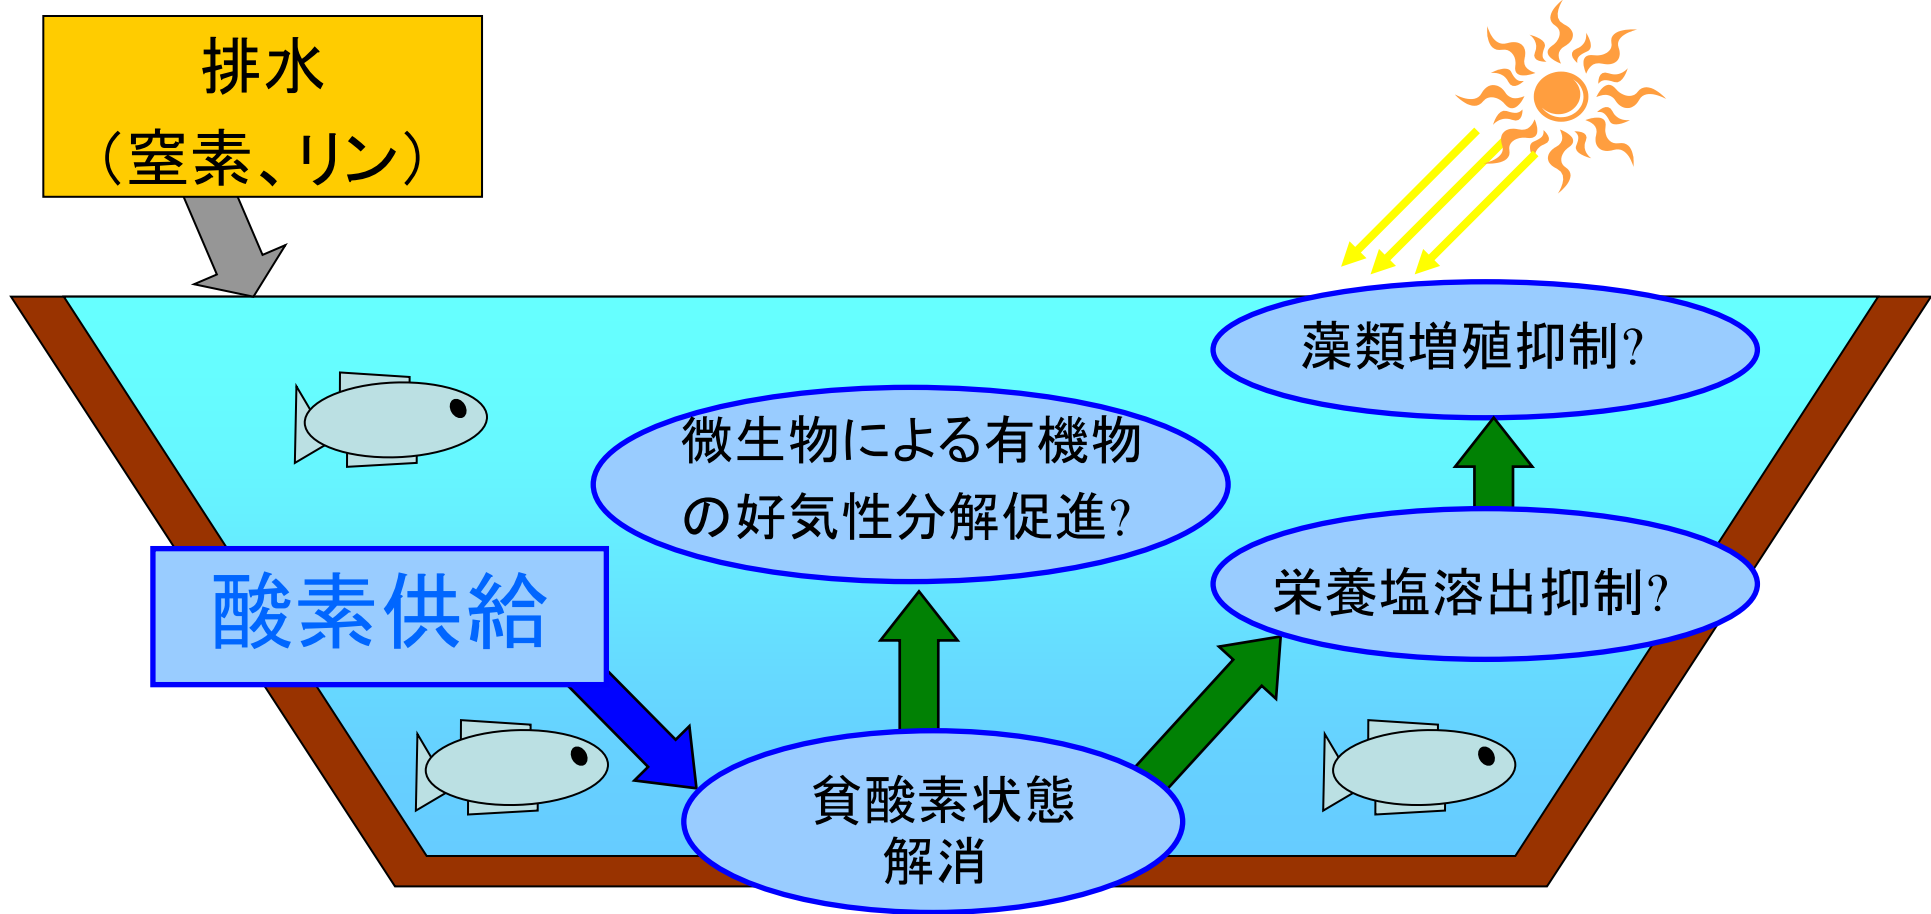 排水
（窒素、リン）
藻類増殖抑制?
微生物による有機物
の好気性分解促進?
酸素供給
栄養塩溶出抑制?
貧酸素状態
解消